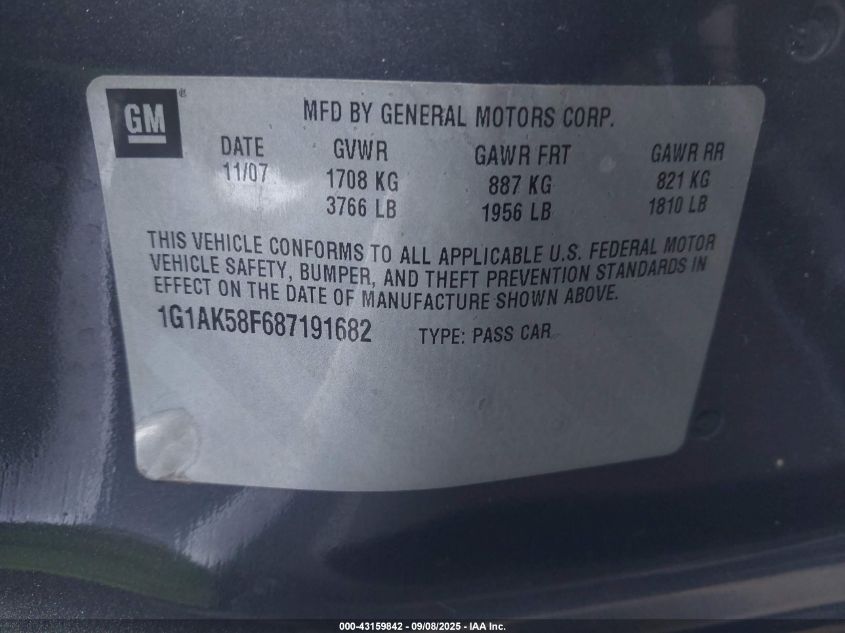 GM®
MFD BY GENERAL MOTORS CORP.
DATE GVWR GAWR FRT GAWR RR
11/07 1708 KG 887 KG 821 KG
3766 LB 1956 LB 1810 LB
THIS VEHICLE CONFORMS TO ALL APPLICABLE U.S. FEDERAL MOTOR
VEHICLE SAFETY, BUMPER, AND THEFT PREVENTION STANDARDS IN
EFFECT ON THE DATE OF MANUFACTURE SHOWN ABOVE.
1G1AK58F687191682 TYPE: PASS CAR
000-43159842 - 09/08/2025 - IAA Inc.